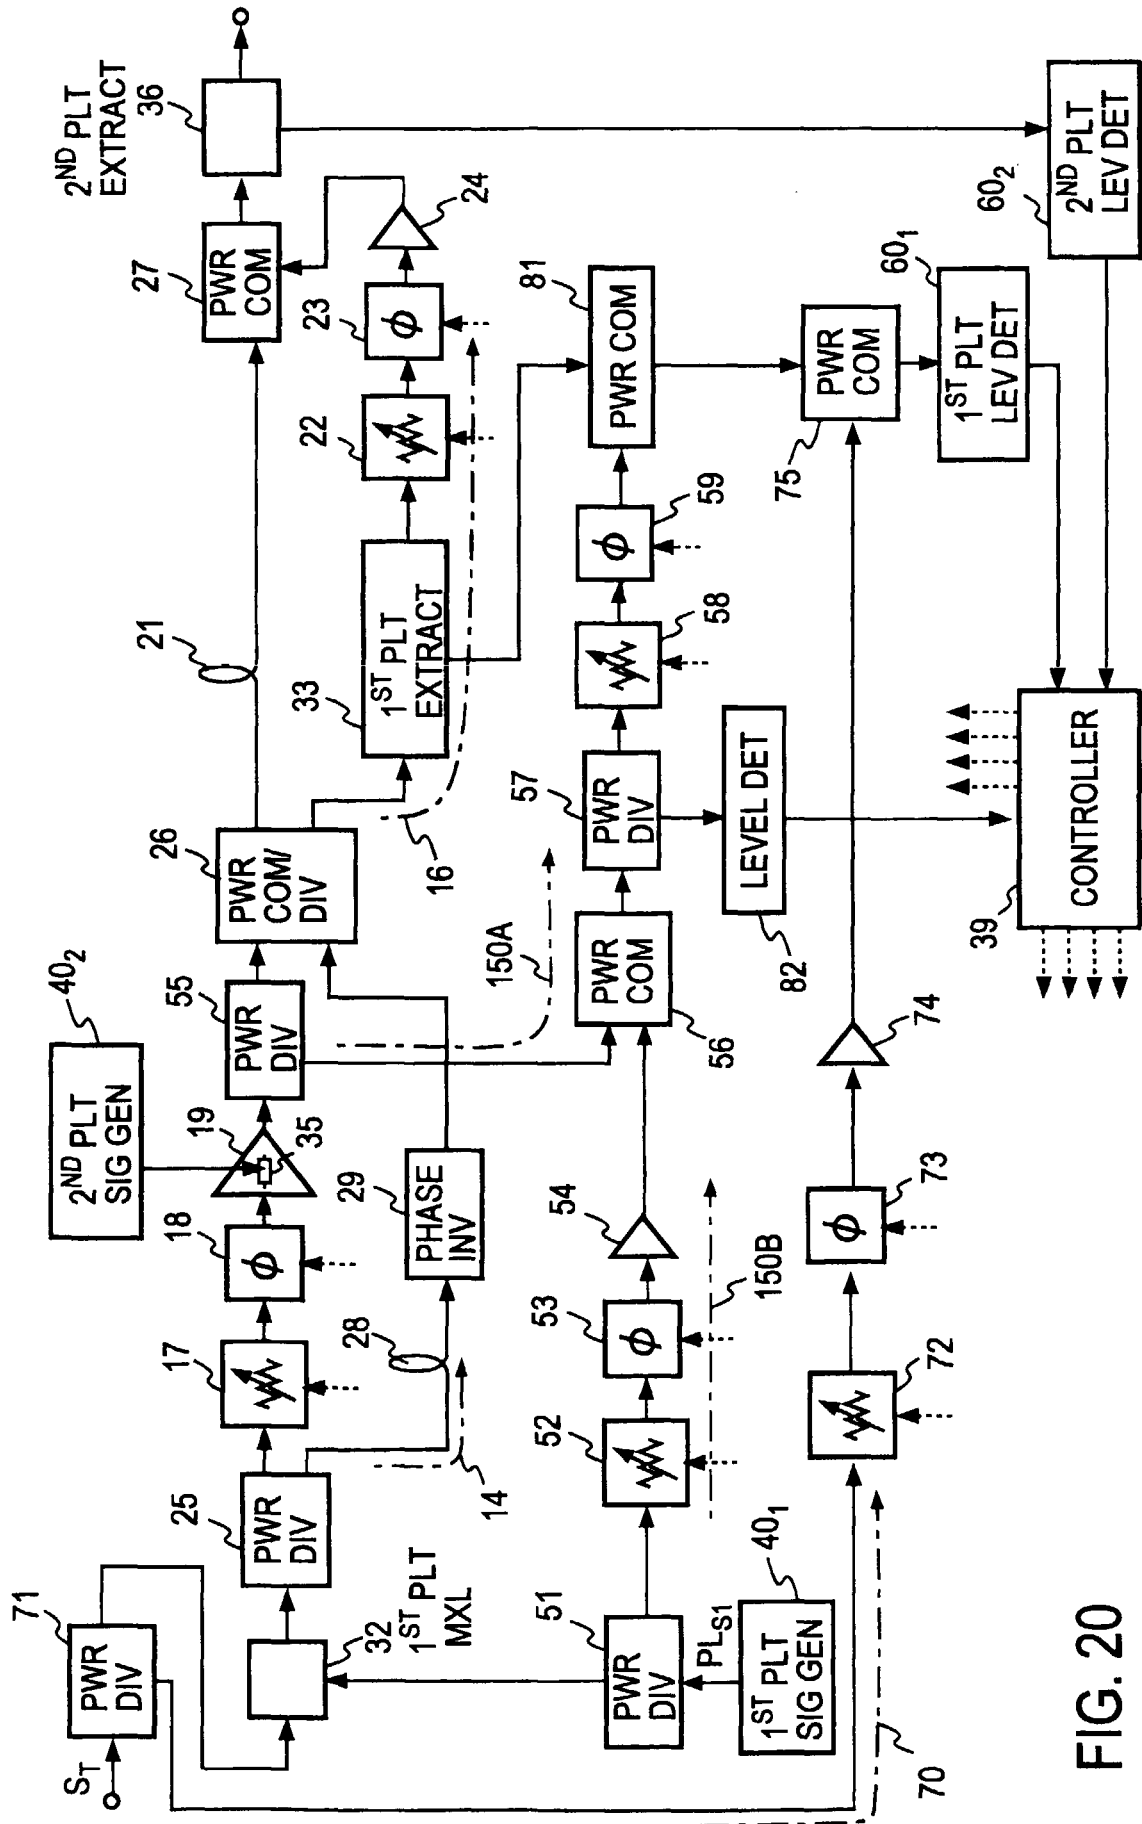 S_T
71
PWR
DIV
32
1ST PLT
MXL
25
PWR
DIV
14
17
18
Φ
2ND PLT
SIG GEN
40_2
19
35
28
29
PHASE
INV
55
PWR
DIV
26
PWR
COM/
DIV
21
16
33
1ST PLT
EXTRACT
22
23
Φ
24
27
PWR
COM
2ND PLT
EXTRACT
36
51
PWR
DIV
PL_S1
1ST PLT
SIG GEN
40_1
52
53
Φ
54
150A
150B
PWR
COM
56
57
PWR
DIV
58
59
Φ
81
PWR COM
LEVEL DET
82
70
72
73
Φ
74
75
PWR
COM
60_1
1ST PLT
LEV DET
60_2
2ND PLT
LEV DET
39
CONTROLLER
FIG. 20